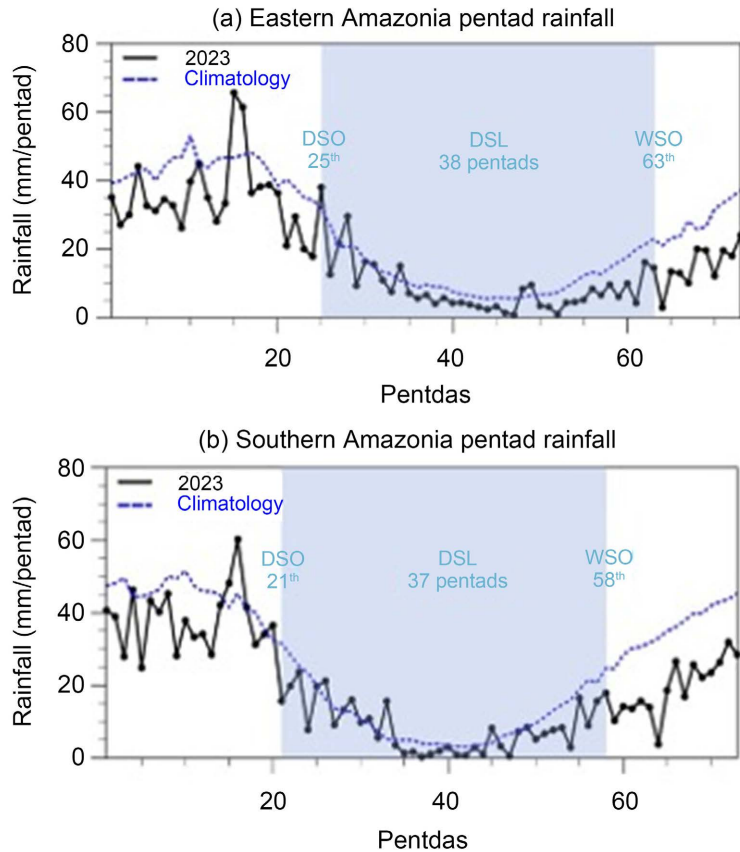 (a) Eastern Amazonia pentad rainfall
80
2023
Climatology
60
DSO
25th
DSL
38 pentads
WSO
63th
40
20
0
Rainfall (mm/pentad)
20
40
60
Pentdas
(b) Southern Amazonia pentad rainfall
80
2023
Climatology
60
DSO
21th
DSL
37 pentads
WSO
58th
40
20
0
Rainfall (mm/pentad)
20
40
60
Pentdas